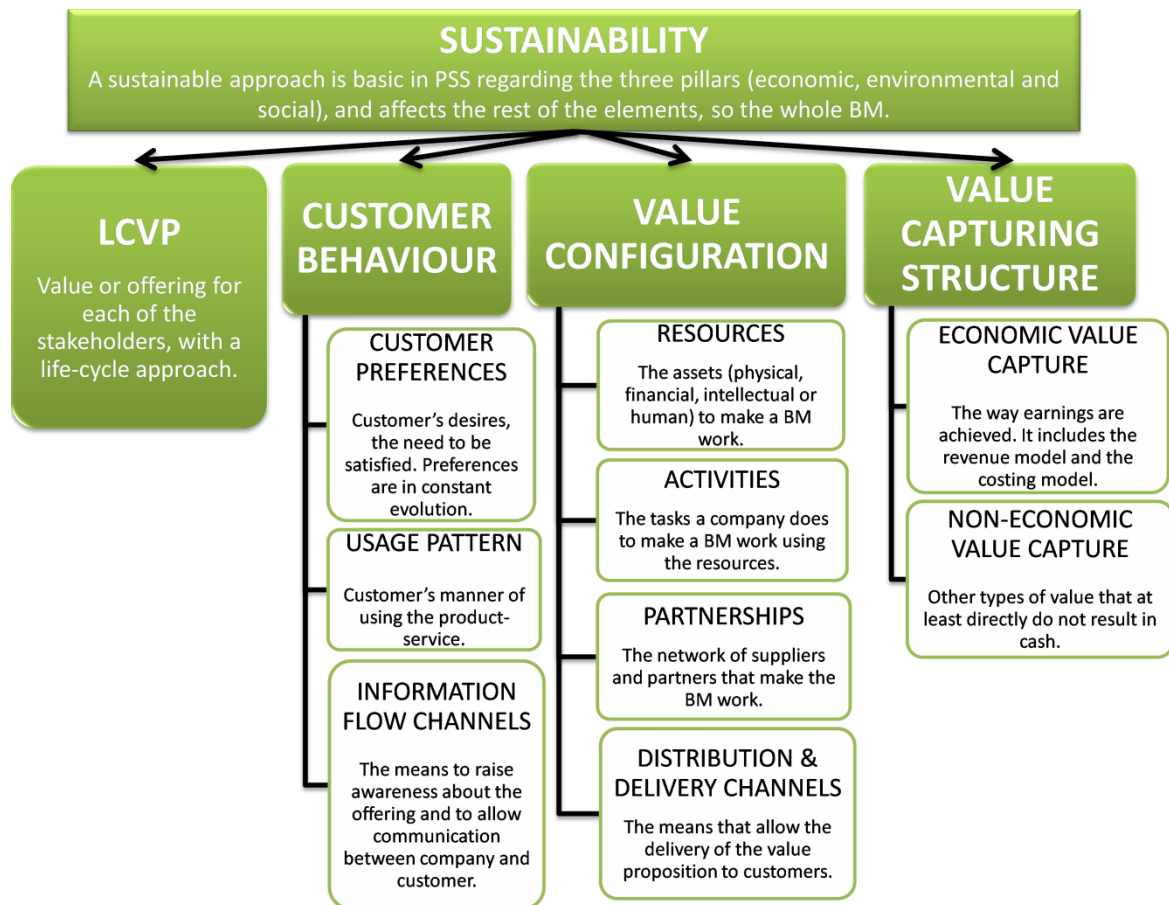 SUSTAINABILITY
A sustainable approach is basic in PSS regarding the three pillars (economic, environmental and
social), and affects the rest of the elements, so the whole BM.
LCVP
Value or offering for
each of the
stakeholders, with a
life-cycle approach.
CUSTOMER
BEHAVIOUR
CUSTOMER
PREFERENCES
Customer’s desires,
the need to be
satisfied. Preferences
are in constant
evolution.
USAGE PATTERN
Customer’s manner of
using the product-
service.
INFORMATION
FLOW CHANNELS
The means to raise
awareness about the
offering and to allow
communication
between company and
customer.
VALUE
CONFIGURATION
RESOURCES
The assets (physical,
financial, intellectual or
human) to make a BM
work.
ACTIVITIES
The tasks a company does
to make a BM work using
the resources.
PARTNERSHIPS
The network of suppliers
and partners that make the
BM work.
DISTRIBUTION &
DELIVERY CHANNELS
The means that allow the
delivery of the value
proposition to customers.
VALUE
CAPTURING
STRUCTURE
ECONOMIC VALUE
CAPTURE
The way earnings are
achieved. It includes the
revenue model and the
costing model.
NON-ECONOMIC
VALUE CAPTURE
Other types of value that at
least directly do not result in
cash.